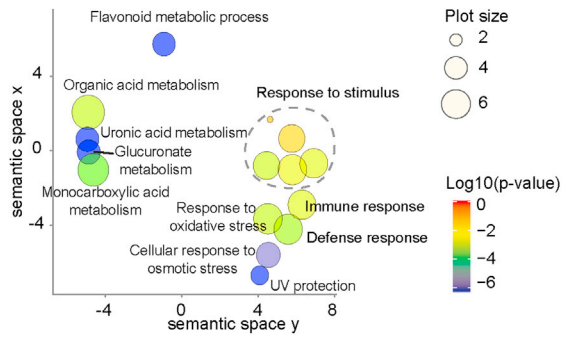 Flavonoid metabolic process
Plot size
2
4
6
4
0
-4
semantic space x
Organic acid metabolism
Response to stimulus
Uronic acid metabolism
Glucuronate
metabolism
Monocarboxylic acid
metabolism
Response to
oxidative stress
Immune response
Defense response
Cellular response to
osmotic stress
UV protection
Log10(p-value)
0
-2
-4
-6
-4
0
4
8
semantic space y